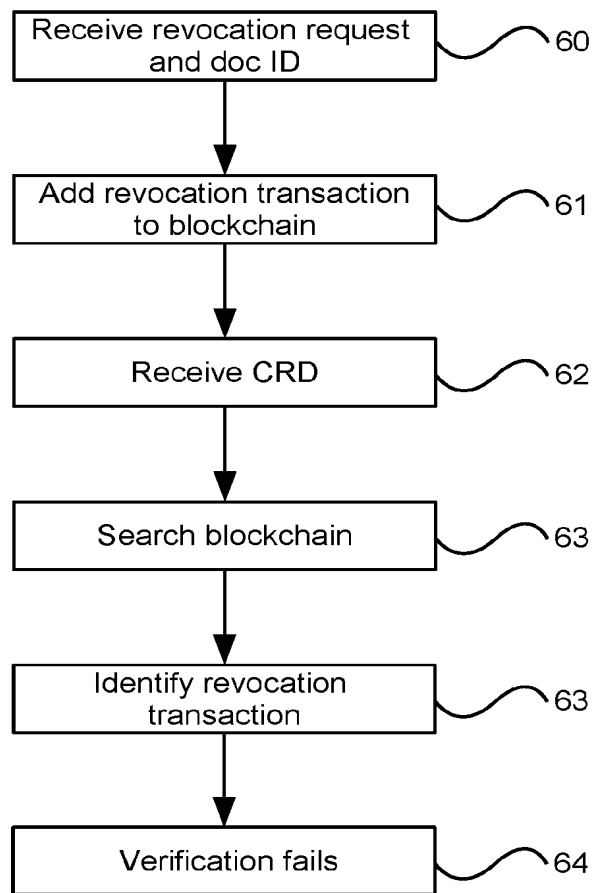 Receive revocation request
and doc ID
60
Add revocation transaction
to blockchain
61
Receive CRD
62
Search blockchain
63
Identify revocation
transaction
63
Verification fails
64